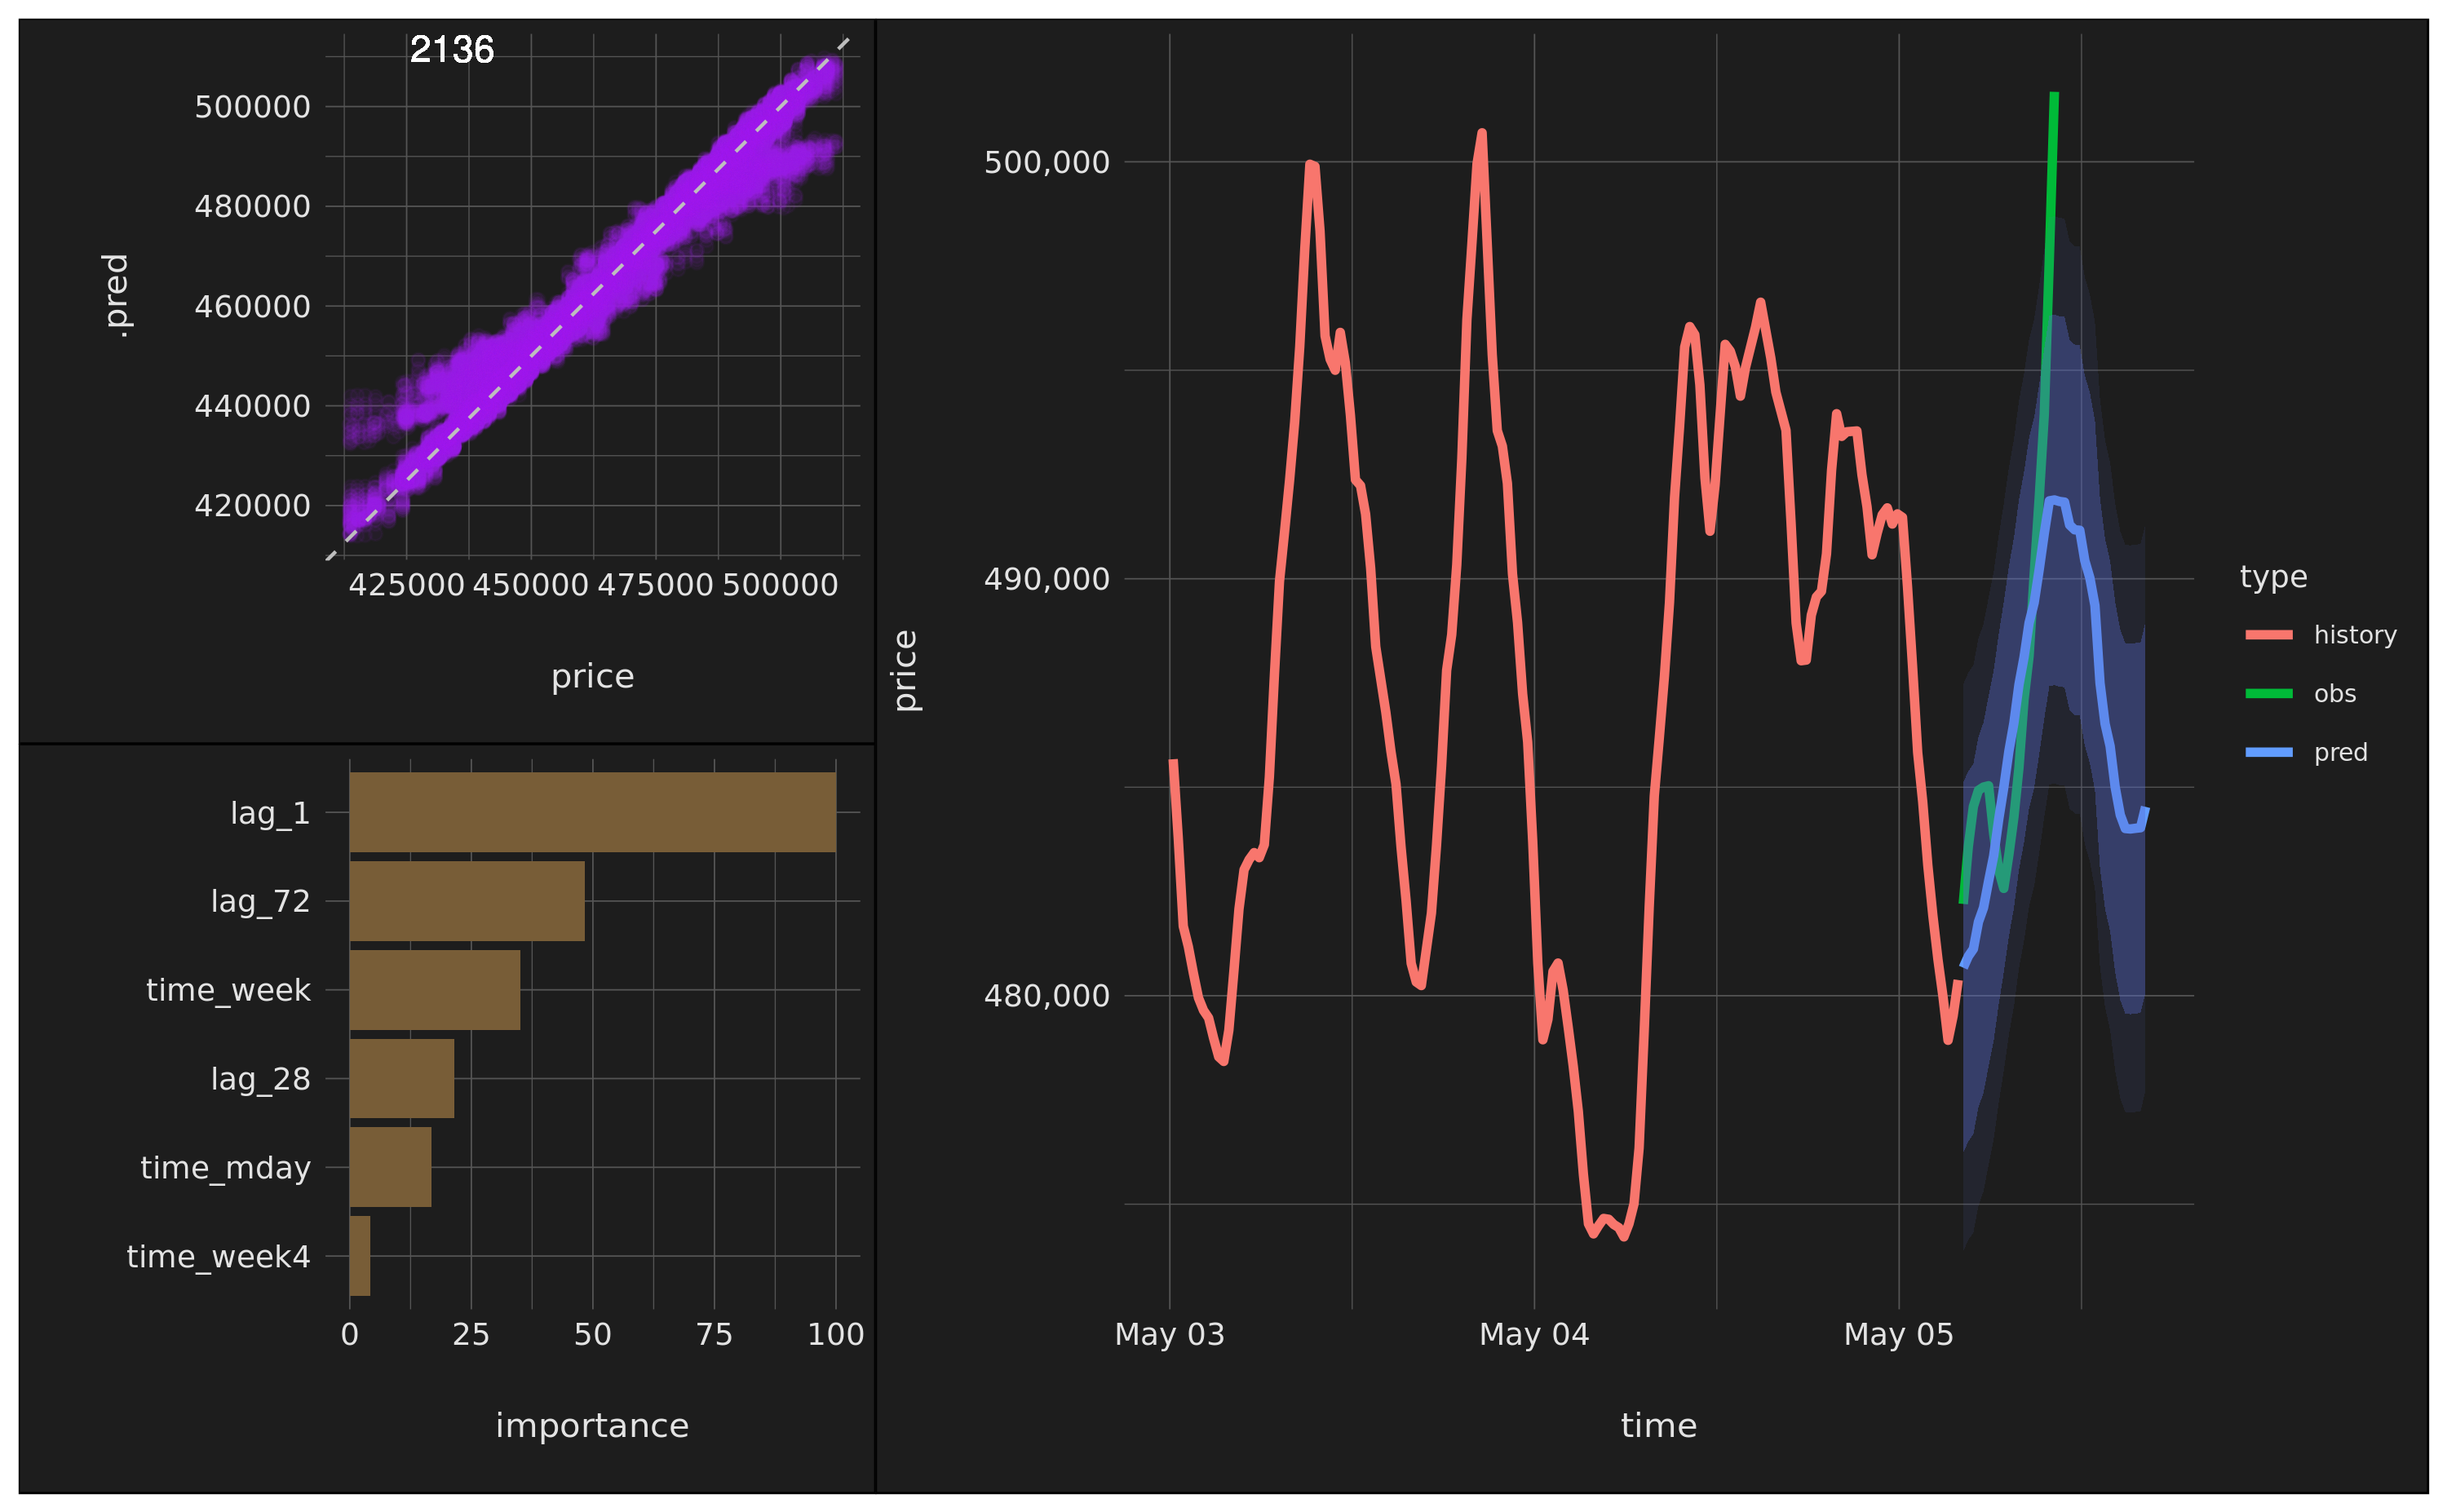 2136
500000
480000
460000
440000
420000
.pred
425000 450000 475000 500000
price
lag_1
lag_72
time_week
lag_28
time_mday
time_week4
0 25 50 75 100
importance
500,000
490,000
480,000
price
May 03 May 04 May 05
time
type
history
obs
pred